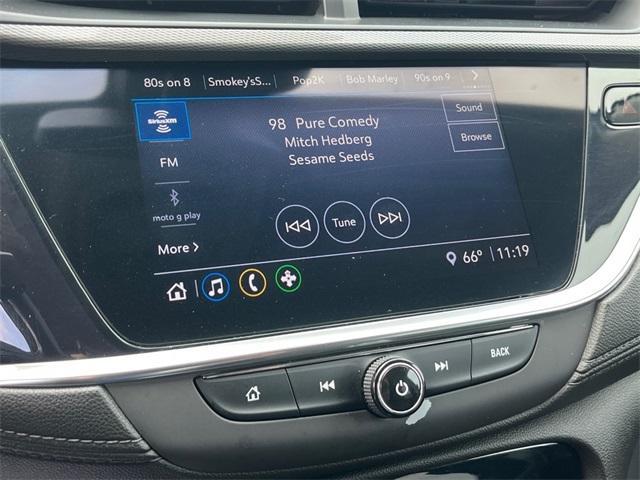 80s on 8 Smokey'sS... Pop2K Bob Marley 90s on 9
SiriusXM
98 Pure Comedy
Mitch Hedberg
Sesame Seeds
Sound
Browse
FM
moto g play
Tune
More
66° 11:19
BACK